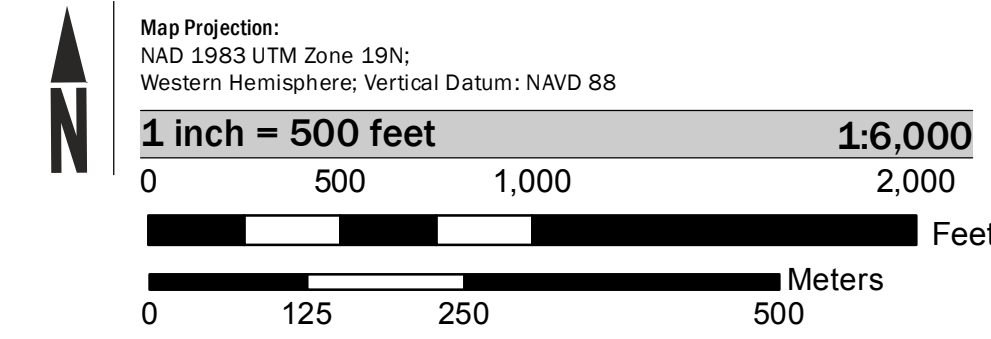 N
Map Projection:
NAD 1983 UTM Zone 19N;
Western Hemisphere; Vertical Datum: NAVD 88
1 inch = 500 feet 1:6,000
0 500 1,000 2,000
Feet
Meters
0 125 250 500